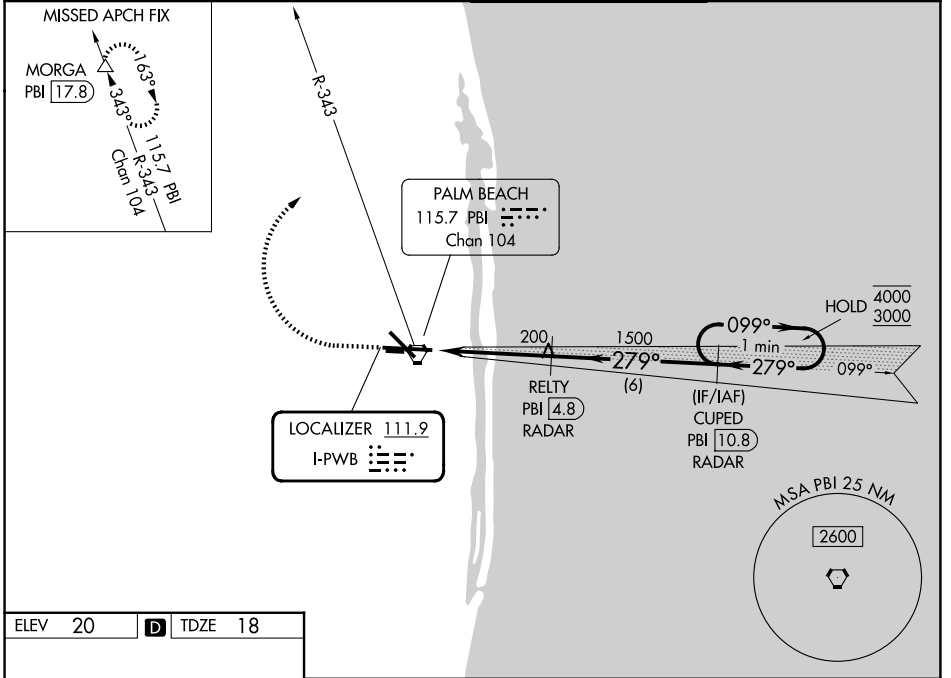 MISSED APCH FIX
MORGA
PBI 17.8
163°
343°
115.7 PBI
R-343
Chan 104
R-343
PALM BEACH
115.7 PBI
Chan 104
HOLD 4000
3000
099°
1 min
279°
099°
200
1500
279°
(6)
RELTY
PBI 4.8
RADAR
(IF/IAF)
CUPED
PBI 10.8
RADAR
LOCALIZER 111.9
I-PWB
MSA PBI 25 NM
2600
ELEV 20 D TDZE 18